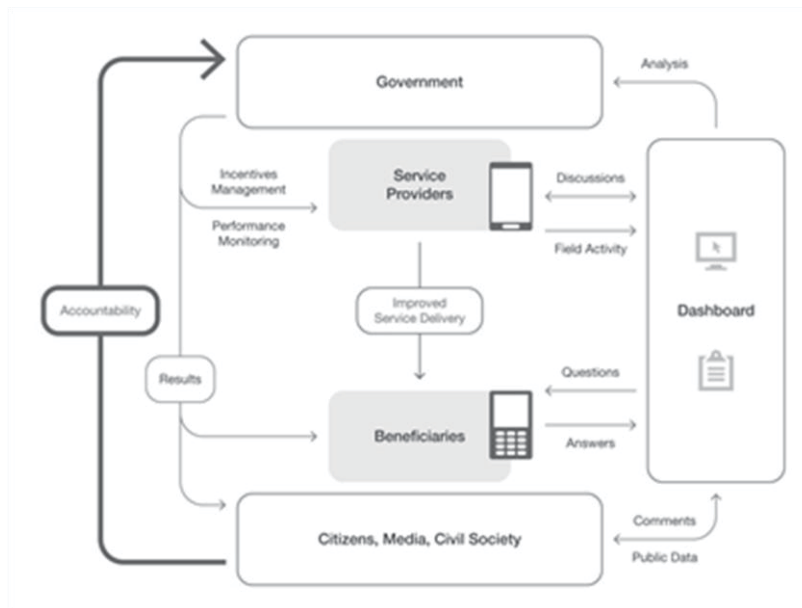 Government
Analysis
Incentives
Management
Performance
Monitoring
Service
Providers
Discussions
Field Activity
Accountability
Improved
Service Delivery
Dashboard
Results
Questions
Beneficiaries
Answers
Citizens, Media, Civil Society
Comments
Public Data